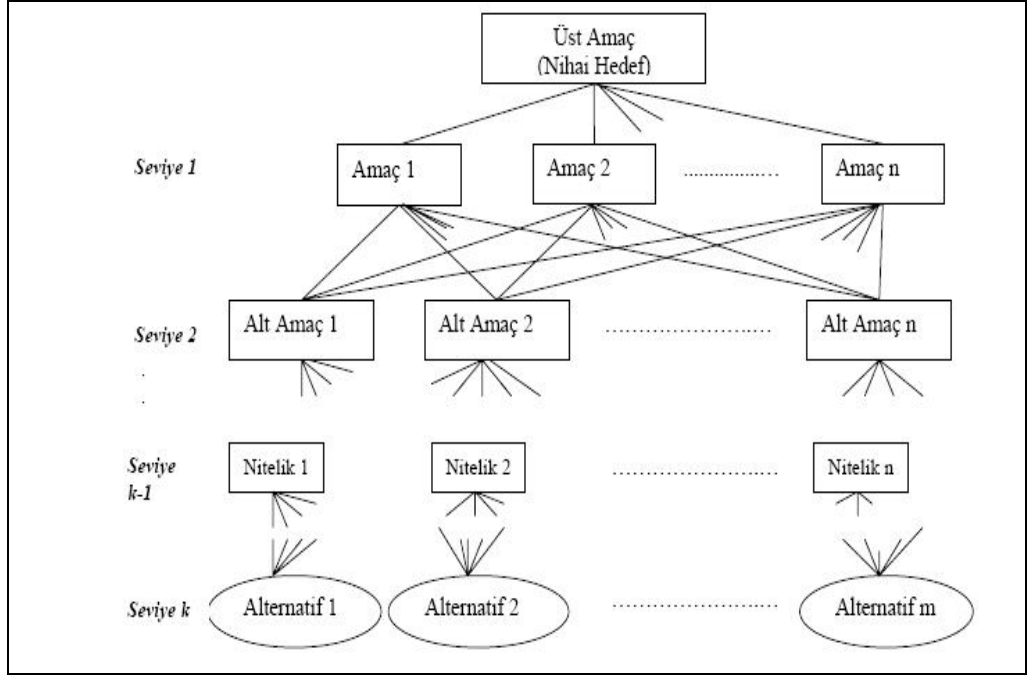 Üst Amaç
(Nihai Hedef)
Seviye 1
Amaç 1
Amaç 2
..................
Amaç n
Seviye 2
Alt Amaç 1
Alt Amaç 2
.............................
Alt Amaç n
.
.
Seviye
k-1
Nitelik 1
Nitelik 2
.............................
Nitelik n
Seviye k
Alternatif 1
Alternatif 2
.............................
Alternatif m